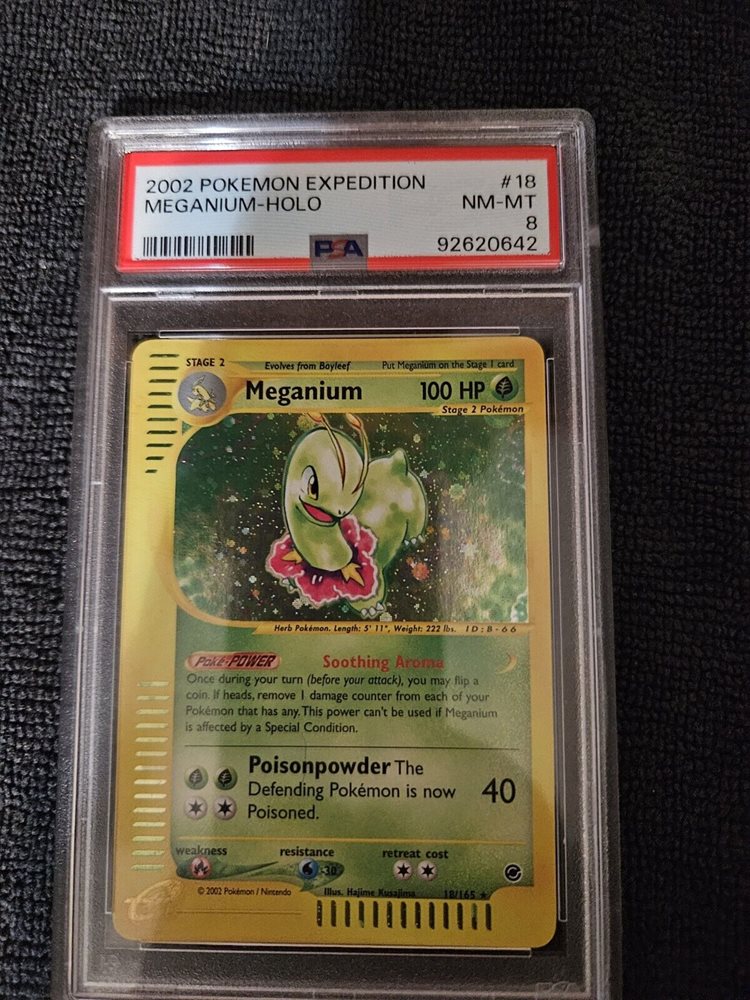 2002 POKEMON EXPEDITION #18
MEGANIUM-HOLO NM-MT
8
PSA 92620642
STAGE 2 Evolves from Bayleef Put Meganium on the Stage 1 card
Meganium 100 HP
Stage 2 Pokémon
Herb Pokémon. Length: 5' 11", Weight: 222 lbs. ID: B-66
Poké-POWER Soothing Aroma
Once during your turn (before your attack), you may flip a
coin. If heads, remove 1 damage counter from each of your
Pokémon that has any. This power can't be used if Meganium
is affected by a Special Condition.
Poisonpowder The
Defending Pokémon is now 40
Poisoned.
weakness resistance retreat cost
-30
© 2002 Pokémon / Nintendo Illus. Hajime Kusajima 18/165 ★